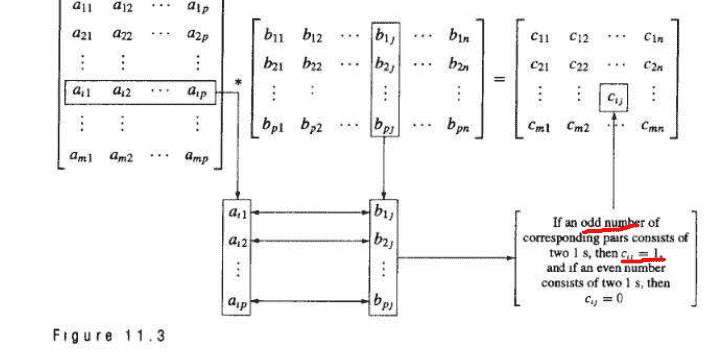 a11 a12 ··· a1p
a21 a22 ··· a2p
⋮ ⋮ ⋮
ai1 ai2 ··· aip
⋮ ⋮ ⋮
am1 am2 ··· amp
*
b11 b12 ··· b1j ··· b1n
b21 b22 ··· b2j ··· b2n
⋮ ⋮ ⋮ ⋮
bp1 bp2 ··· bpj ··· bpn
=
c11 c12 ··· c1n
c21 c22 ··· c2n
⋮ ⋮ cij ⋮
cm1 cm2 ··· cmn
ai1 b1j
ai2 b2j
⋮ ⋮
aip bpj
If an odd number of
corresponding pairs consists of
two 1 s, then cij = 1,
and if an even number
consists of two 1 s, then
cij = 0
Figure 11.3